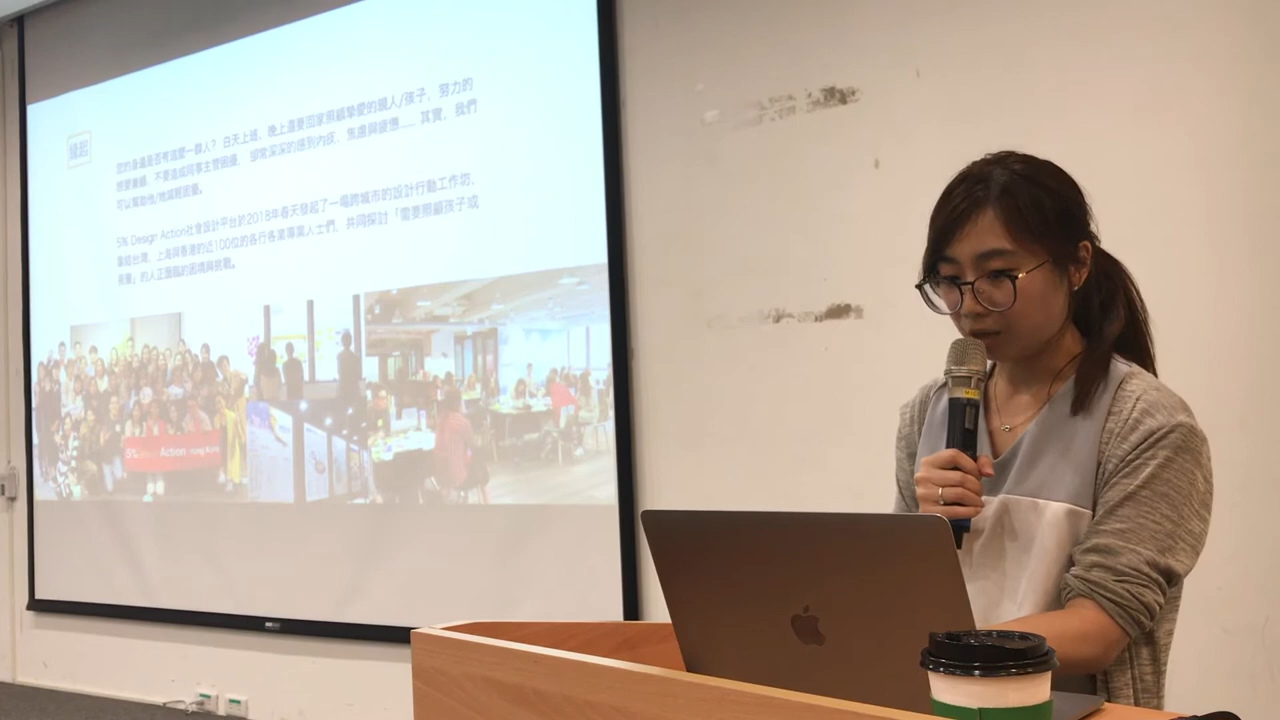 緣起
您的身邊是否有這麼一群人？白天上班、晚上還要回家照顧摯愛的親人/孩子，努力的
想要兼顧、不要造成同事主管困擾，卻常深深的感到內疚、焦慮與疲憊...... 其實，我們
可以幫助他/她減輕困擾。
5% Design Action社會設計平台於2018年春天發起了一場跨城市的設計行動工作坊，
集結台灣、上海與香港的近100位的各行各業專業人士們，共同探討「需要照顧孩子或
長輩」的人正面臨的困境與挑戰。
5% Design Action Hong Kong